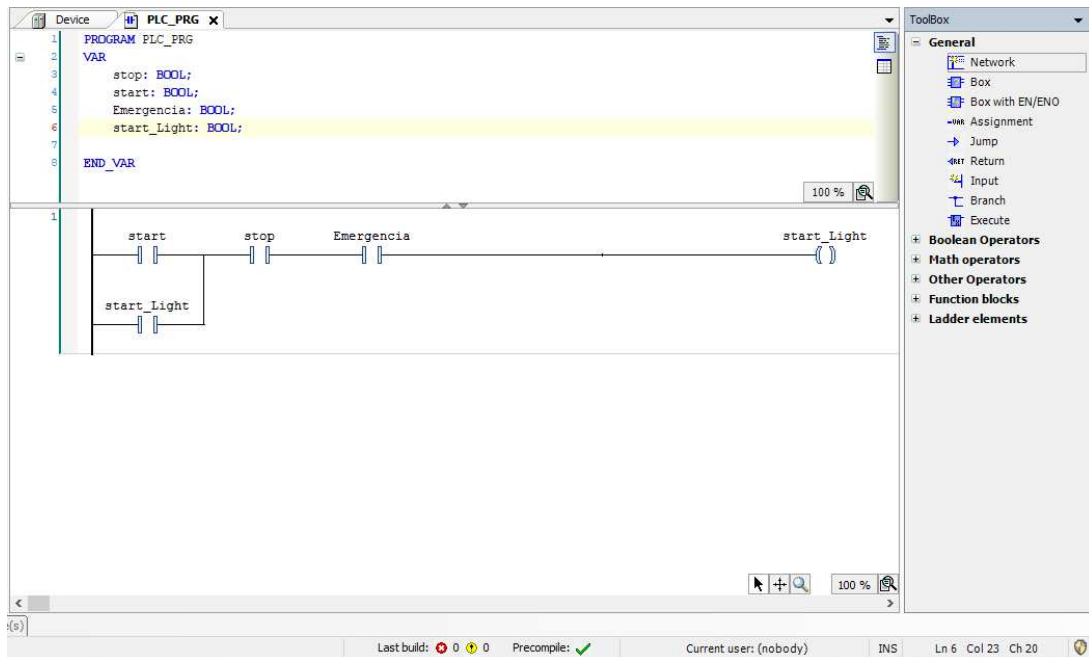 Device PLC_PRG X
ToolBox
1 PROGRAM PLC_PRG
2 VAR
3 stop: BOOL;
4 start: BOOL;
5 Emergencia: BOOL;
6 start_Light: BOOL;
7
8 END_VAR
100 %
1
start stop Emergencia start_Light
start_Light
100 %
General
Network
Box
Box with EN/ENO
VAR Assignment
Jump
RET Return
Input
Branch
Execute
Boolean Operators
Math operators
Other Operators
Function blocks
Ladder elements
e(s)
Last build: 0 0 Precompile: Current user: (nobody) INS Ln 6 Col 23 Ch 20